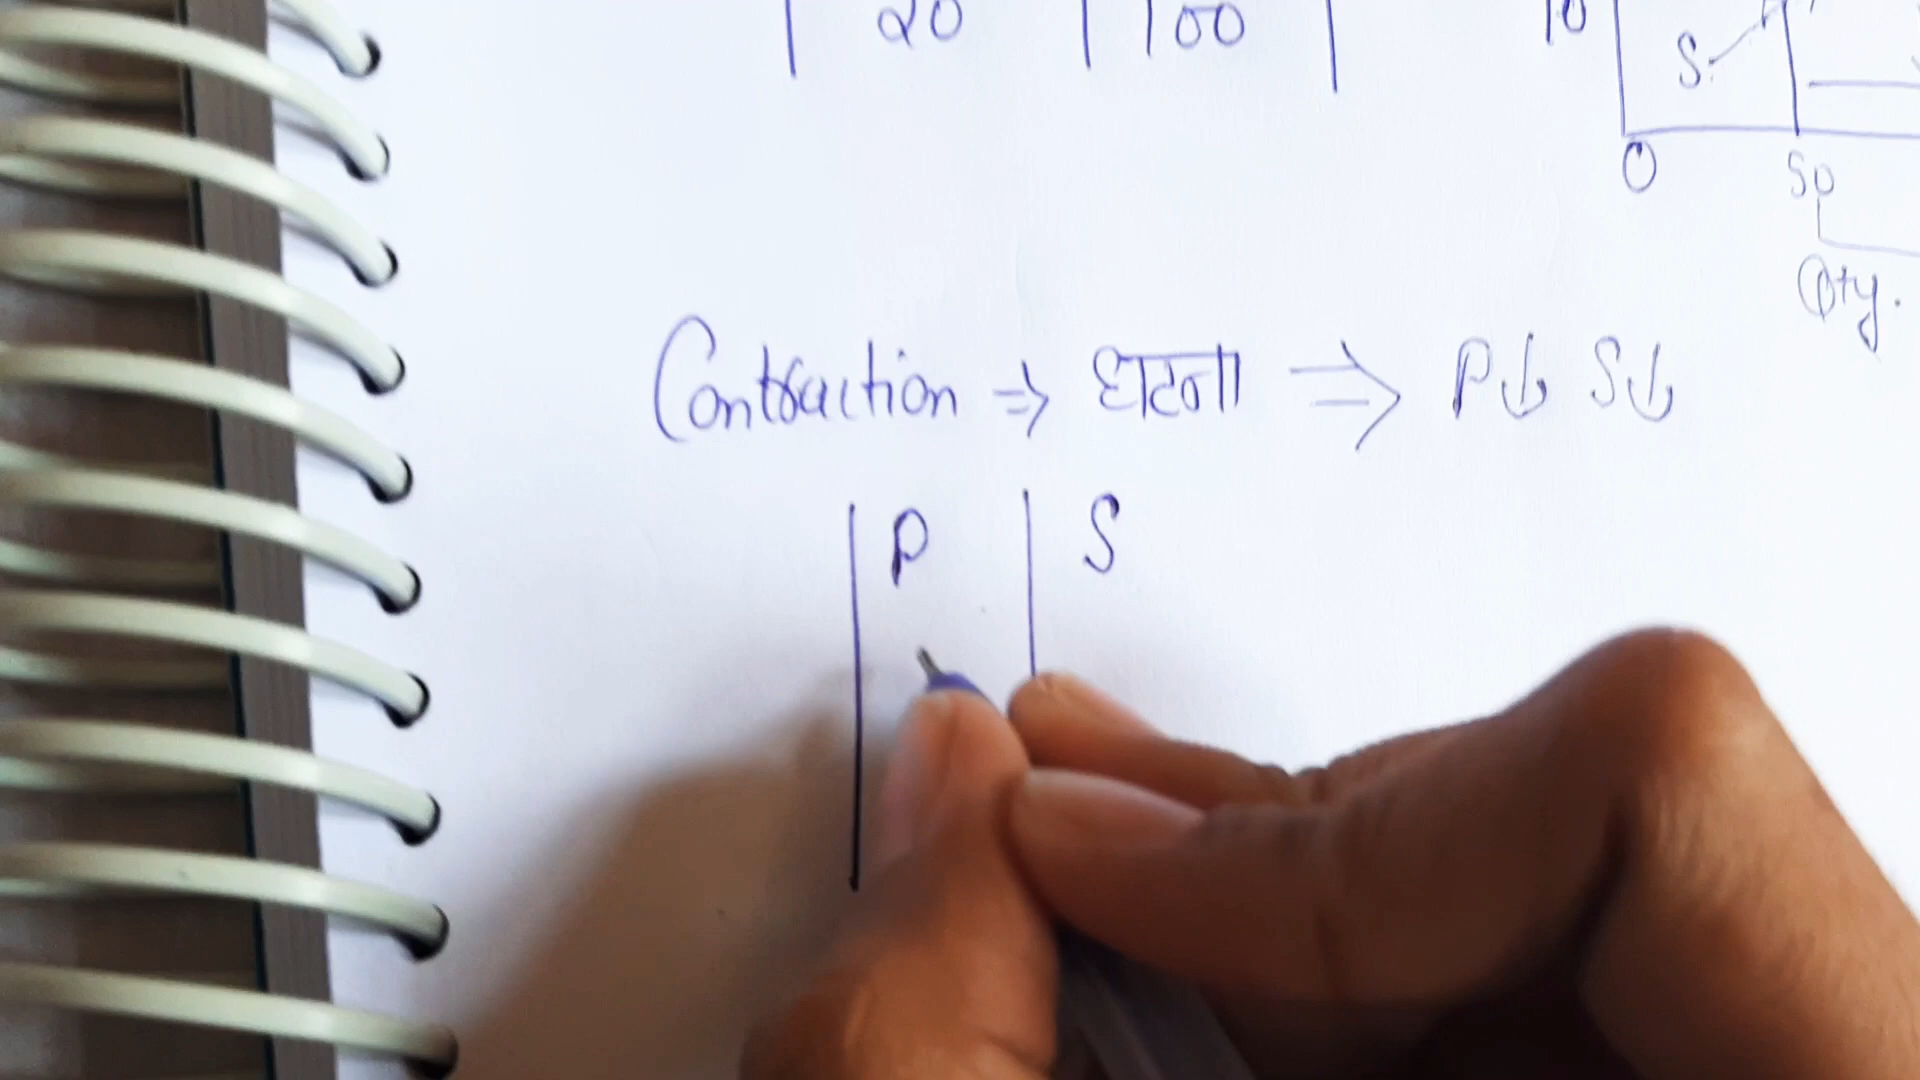 20 100
10
S
O 50
Qty.
Contraction ⇒ घटना ⇒ P↓ S↓
P S